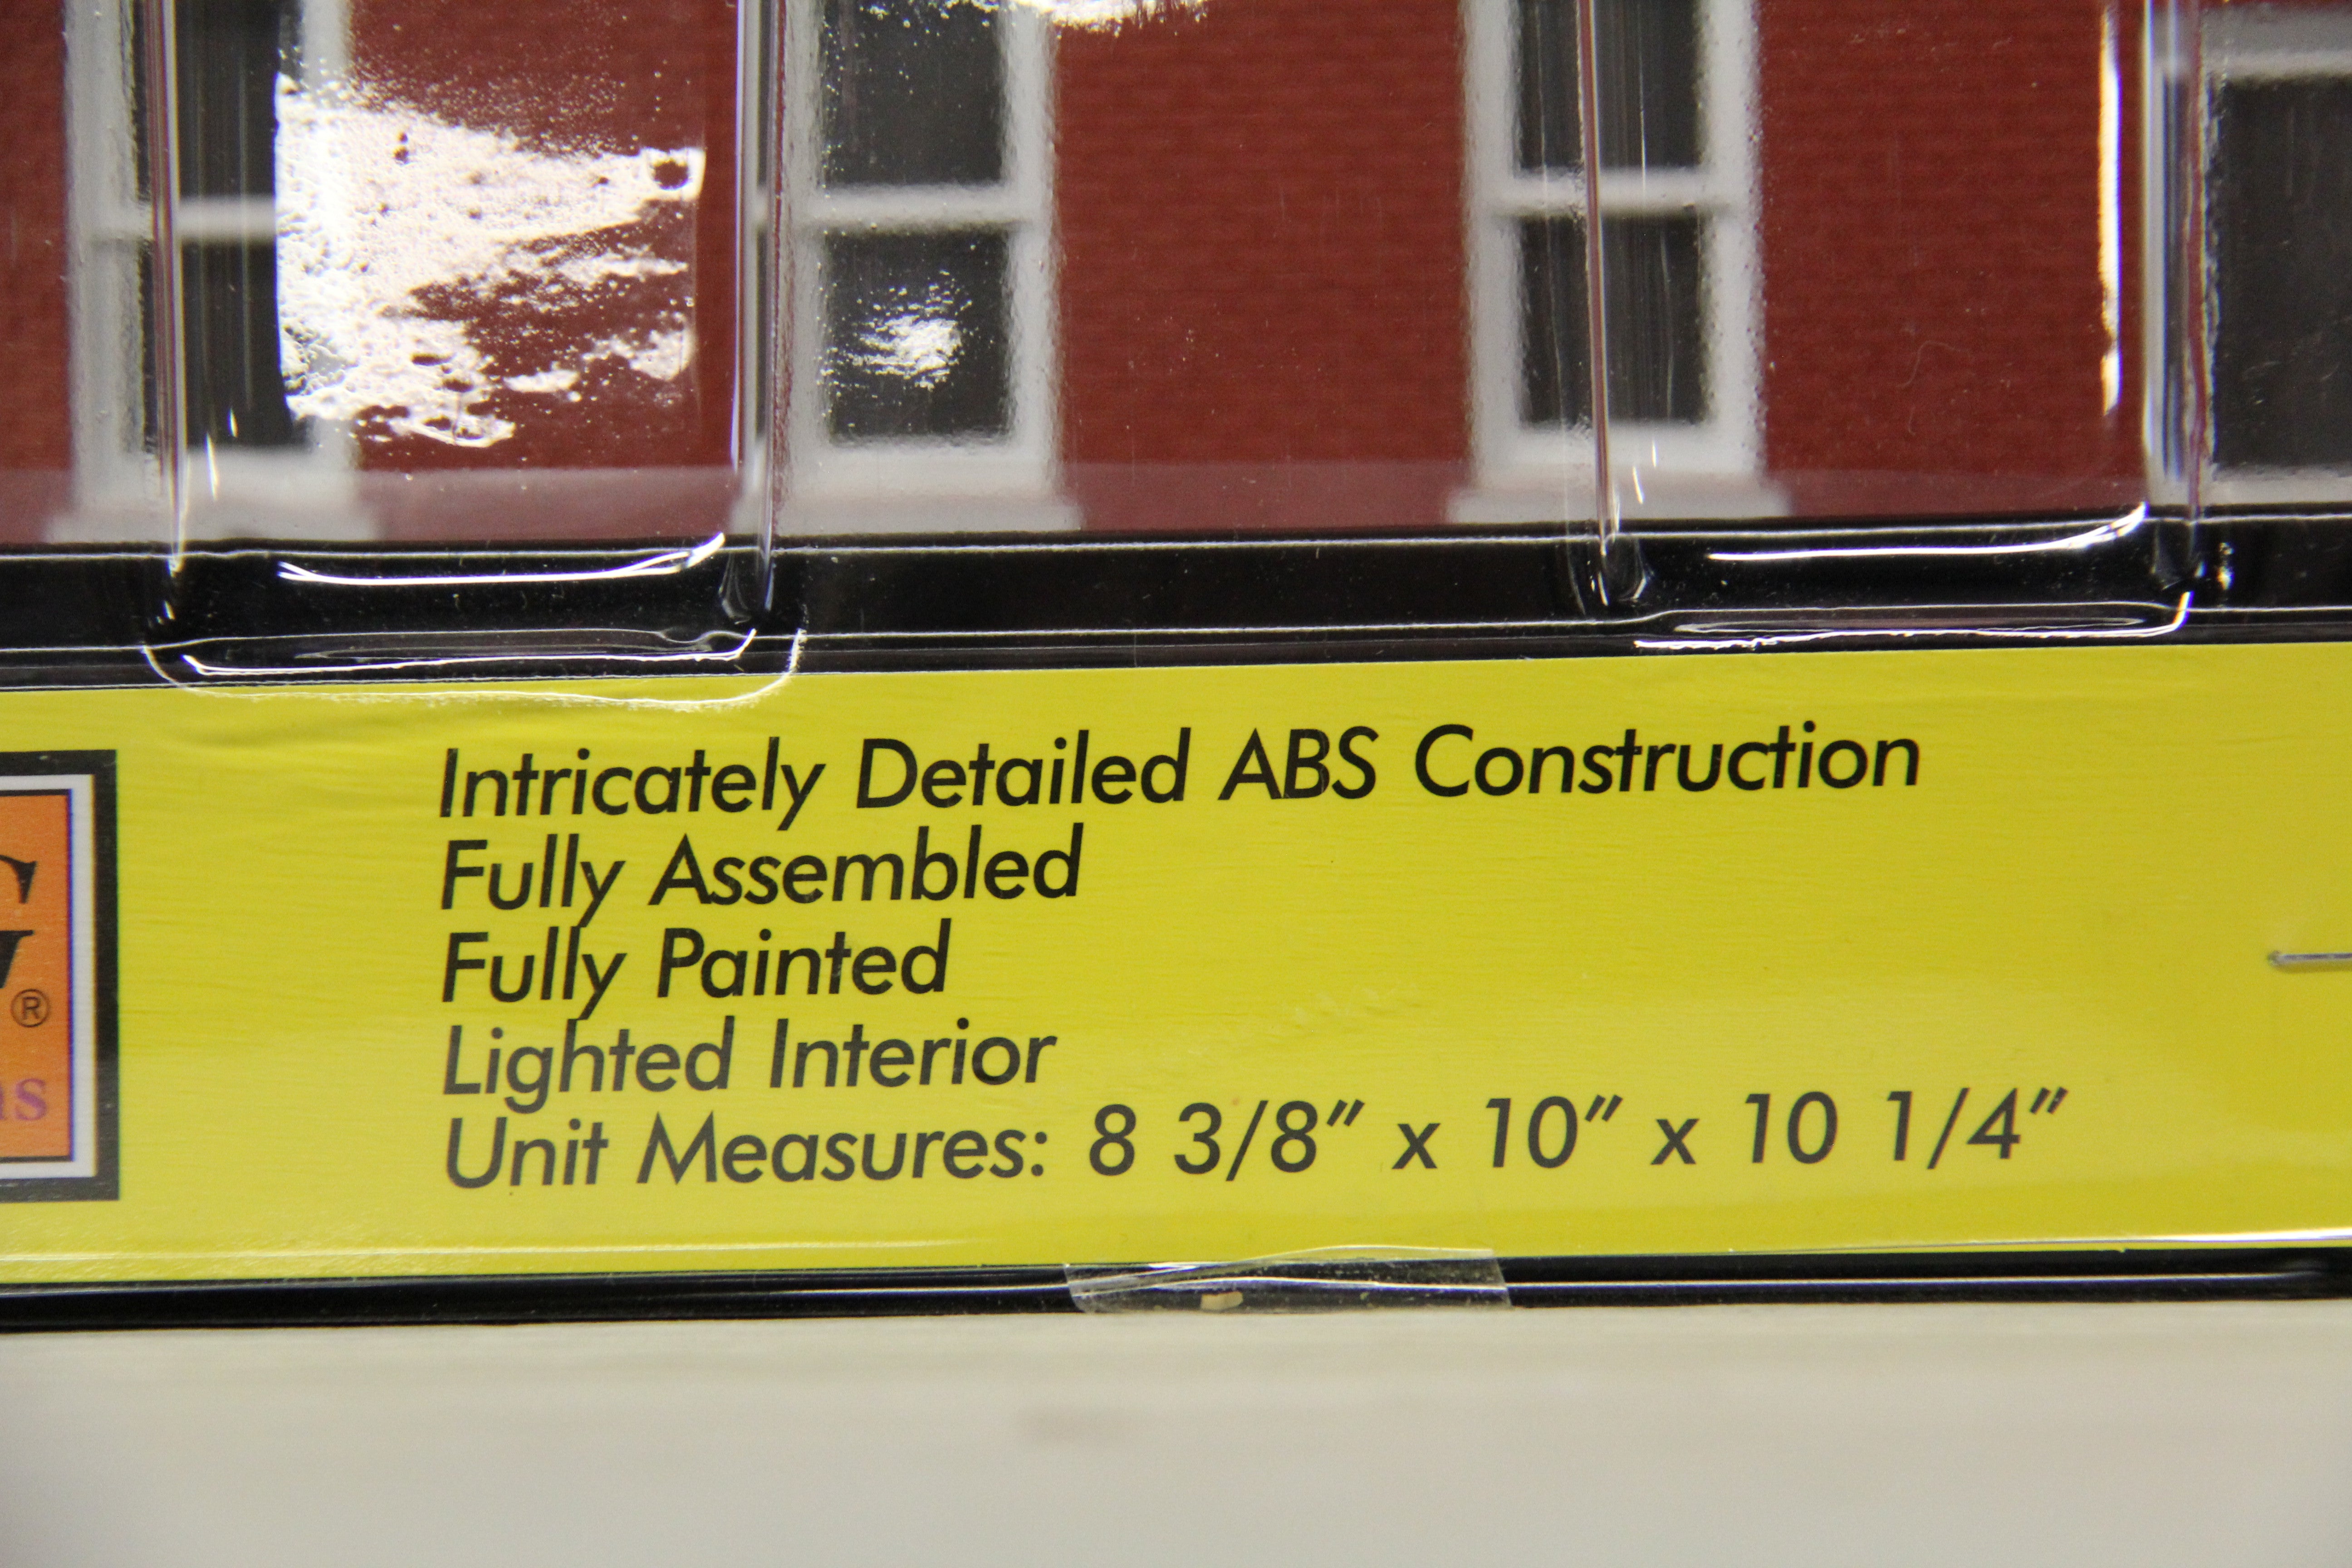 Intricately Detailed ABS Construction
Fully Assembled
Fully Painted
Lighted Interior
Unit Measures: 8 3/8" x 10" x 10 1/4"
®